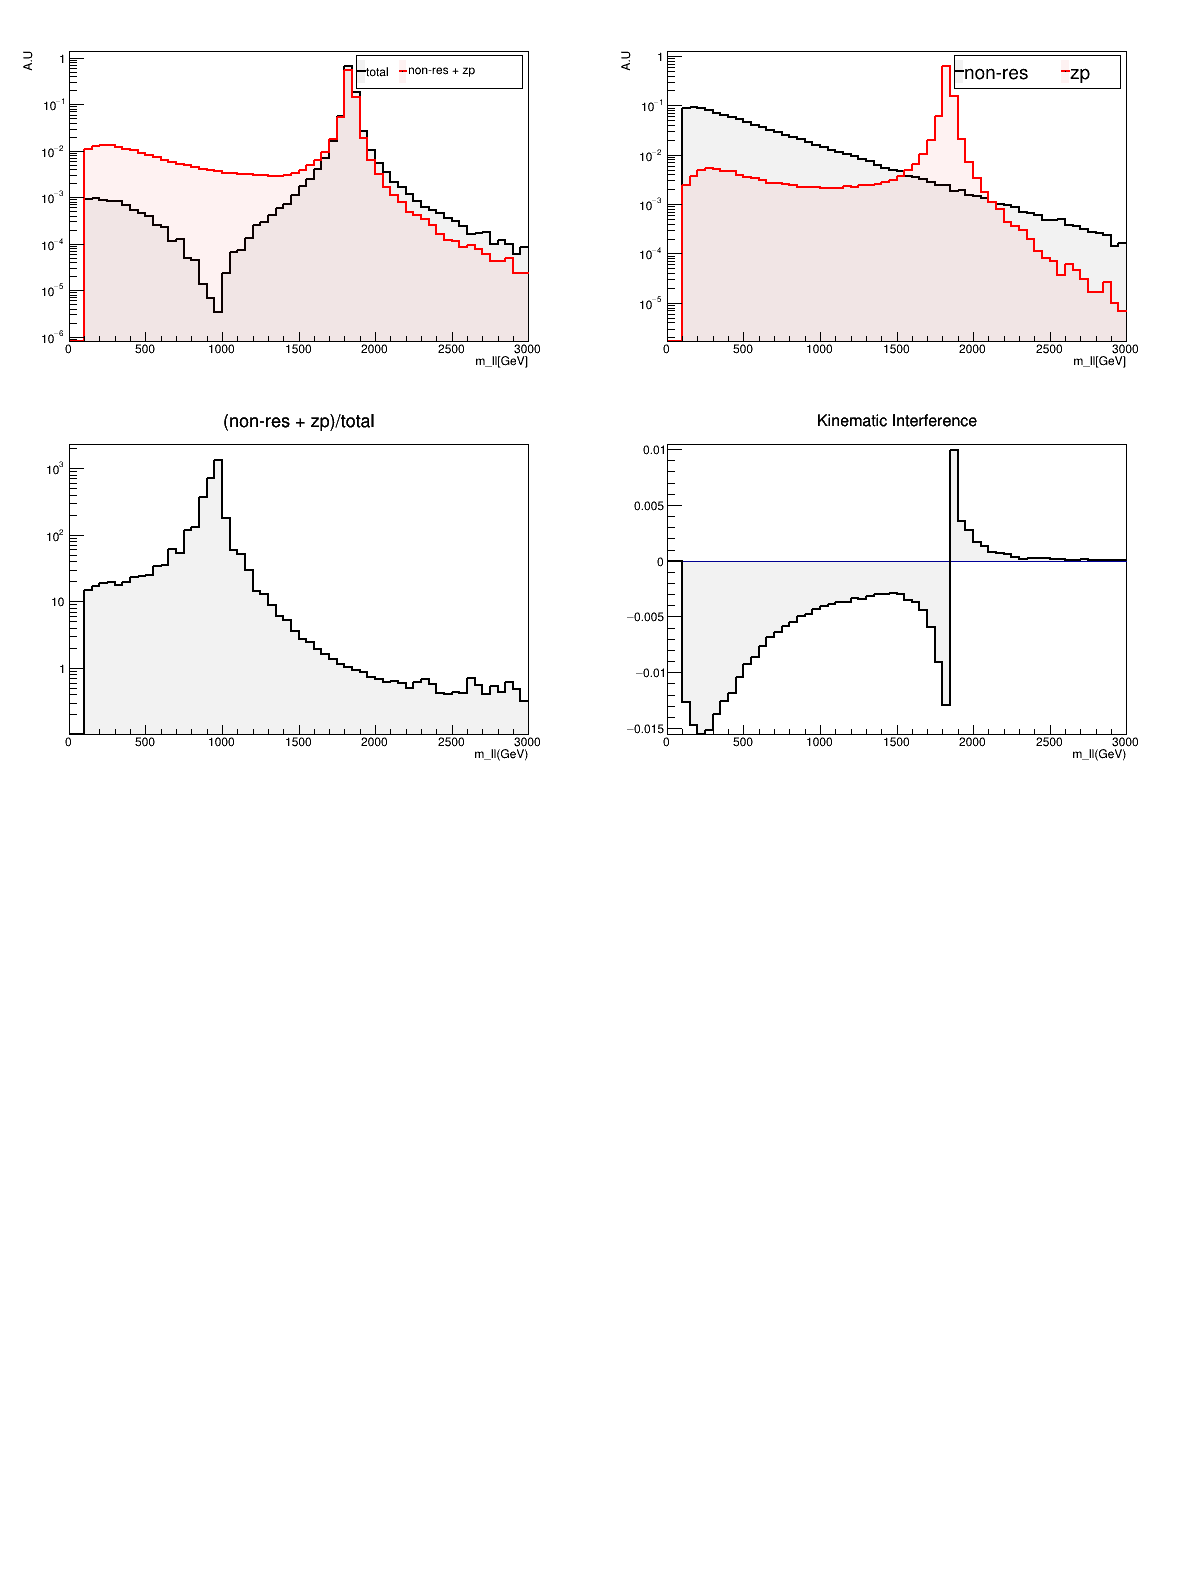 A.U
total non-res + zp
1
10⁻¹
10⁻²
10⁻³
10⁻⁴
10⁻⁵
10⁻⁶
0 500 1000 1500 2000 2500 3000
m_ll[GeV]
A.U
non-res zp
1
10⁻¹
10⁻²
10⁻³
10⁻⁴
10⁻⁵
0 500 1000 1500 2000 2500 3000
m_ll[GeV]
(non-res + zp)/total
10³
10²
10
1
0 500 1000 1500 2000 2500 3000
m_ll(GeV)
Kinematic Interference
0.01
0.005
0
−0.005
−0.01
−0.015
0 500 1000 1500 2000 2500 3000
m_ll(GeV)